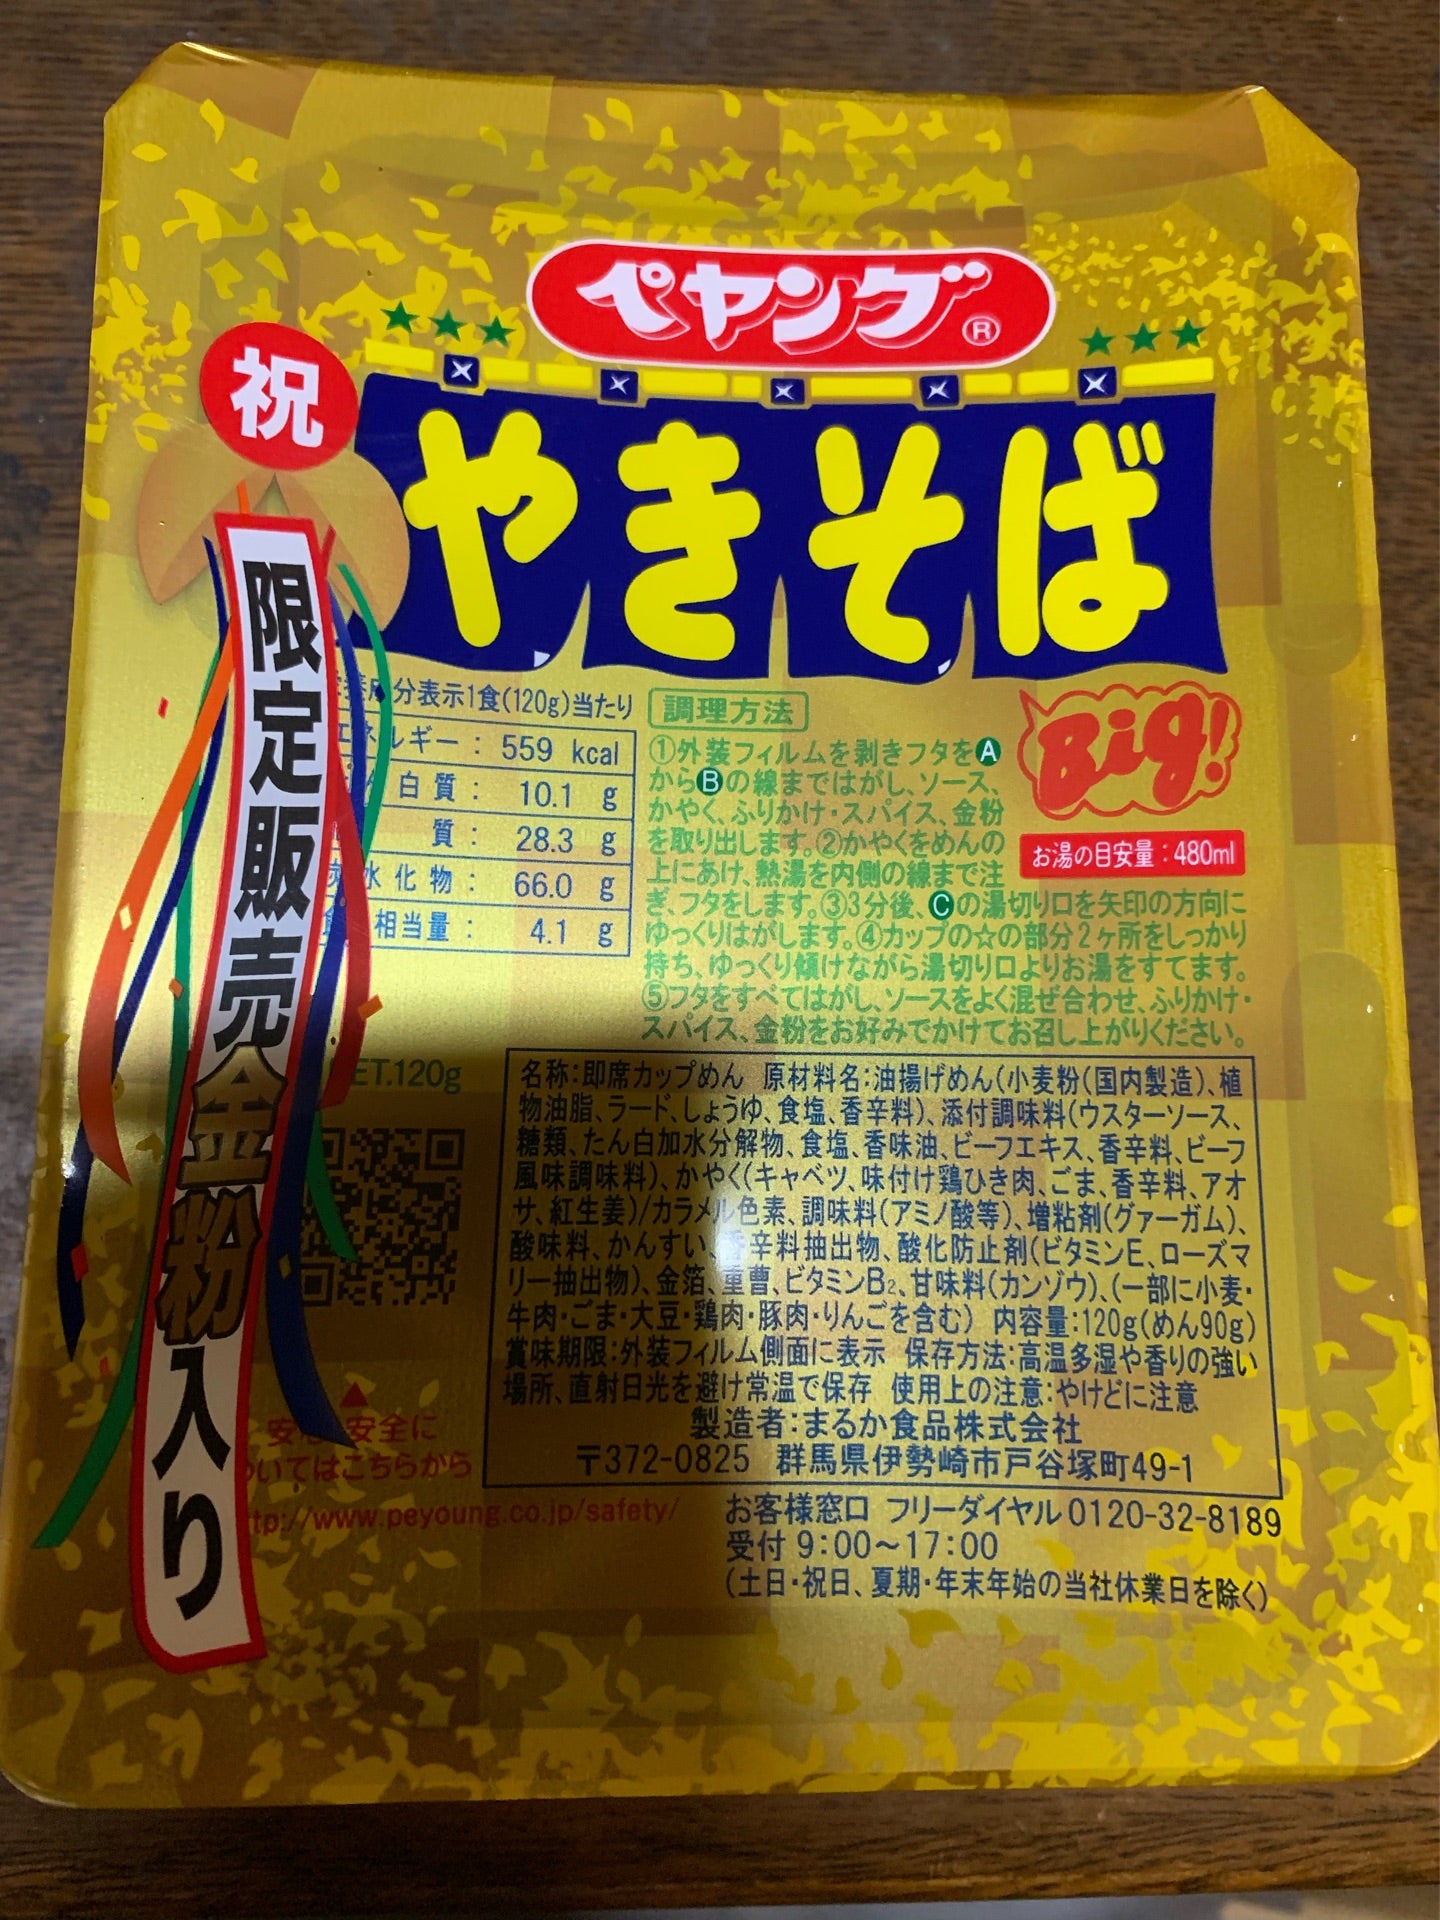 ペヤング®
祝
やきそば
限定販売金粉入り
分表示1食(120g)当たり
ルギー： 559 kcal
白質： 10.1 g
質： 28.3 g
水化物： 66.0 g
相当量： 4.1 g
調理方法
①外装フィルムを剥きフタをA
からBの線まではがし、ソース、
かやく、ふりかけ・スパイス、金粉
を取り出します。②かやくをめんの
上にあけ、熱湯を内側の線まで注
ぎ、フタをします。③3分後、Cの湯切り口を矢印の方向に
ゆっくりはがします。④カップの☆の部分2ヶ所をしっかり
持ち、ゆっくり傾けながら湯切り口よりお湯をすてます。
⑤フタをすべてはがし、ソースをよく混ぜ合わせ、ふりかけ・
スパイス、金粉をお好みでかけてお召し上がりください。
Big!
お湯の目安量：480ml
ET.120g
名称：即席カップめん 原材料名：油揚げめん(小麦粉(国内製造)、植
物油脂、ラード、しょうゆ、食塩、香辛料)、添付調味料(ウスターソース、
糖類、たん白加水分解物、食塩、香味油、ビーフエキス、香辛料、ビーフ
風味調味料)、かやく(キャベツ、味付け鶏ひき肉、ごま、香辛料、アオ
サ、紅生姜)/カラメル色素、調味料(アミノ酸等)、増粘剤(グァーガム)、
酸味料、かんすい、香辛料抽出物、酸化防止剤(ビタミンE、ローズマ
リー抽出物)、金箔、重曹、ビタミンB₂、甘味料(カンゾウ)、(一部に小麦・
牛肉・ごま・大豆・鶏肉・豚肉・りんごを含む) 内容量：120g(めん90g)
賞味期限：外装フィルム側面に表示 保存方法：高温多湿や香りの強い
場所、直射日光を避け常温で保存 使用上の注意：やけどに注意
製造者：まるか食品株式会社
〒372-0825 群馬県伊勢崎市戸谷塚町49-1
▲
安全に
いてはこちらから
tp://www.peyoung.co.jp/safety/
お客様窓口 フリーダイヤル0120-32-8189
受付 9:00～17:00
(土日・祝日、夏期・年末年始の当社休業日を除く)